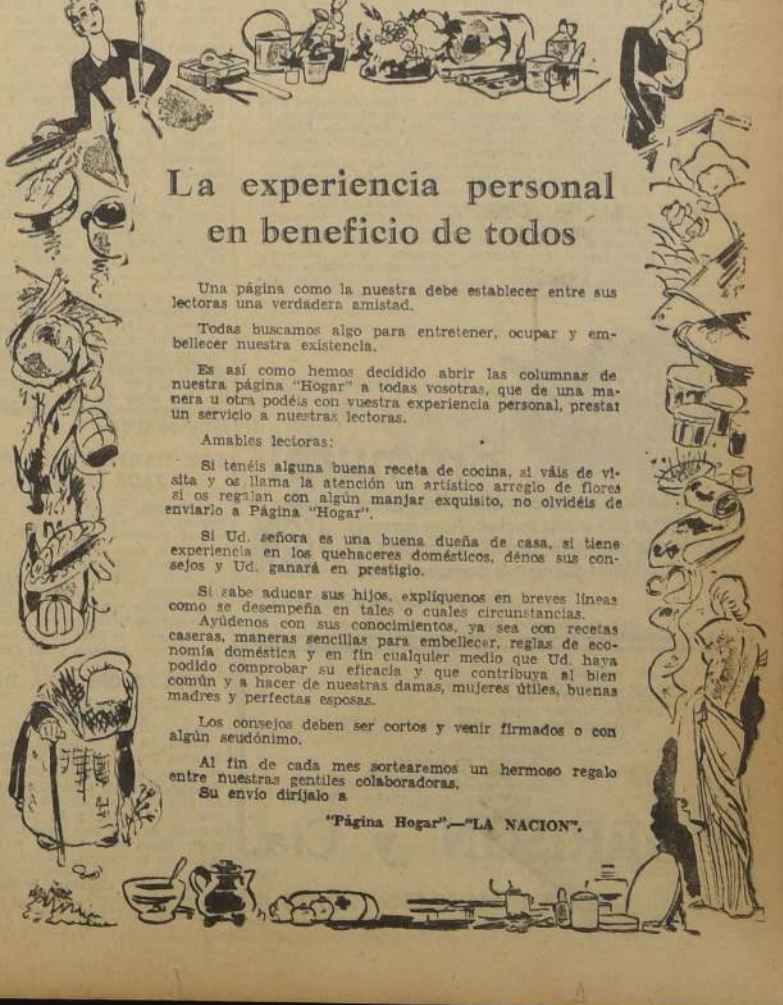 La experiencia personal
en beneficio de todos
Una página como la nuestra debe establecer entre sus
lectoras una verdadera amistad.
Todas buscamos algo para entretener, ocupar y em-
bellecer nuestra existencia.
Es así como hemos decidido abrir las columnas de
nuestra página "Hogar" a todas vosotras, que de una ma-
nera u otra podéis con vuestra experiencia personal, prestar
un servicio a nuestras lectoras.
Amables lectoras:
Si tenéis alguna buena receta de cocina, si váis de vi-
sita y os llama la atención un artístico arreglo de flores
si os regalan con algún manjar exquisito, no olvidéis de
enviarlo a Página "Hogar".
Si Ud. señora es una buena dueña de casa, si tiene
experiencia en los quehaceres domésticos, dénos sus con-
sejos y Ud. ganará en prestigio.
Si sabe aducar sus hijos, explíquenos en breves líneas
como se desempeña en tales o cuales circunstancias.
Ayúdenos con sus conocimientos, ya sea con recetas
caseras, maneras sencillas para embellecer, reglas de eco-
nomía doméstica y en fin cualquier medio que Ud. haya
podido comprobar su eficacia y que contribuya al bien
común y a hacer de nuestras damas, mujeres útiles, buenas
madres y perfectas esposas.
Los consejos deben ser cortos y venir firmados o con
algún seudónimo.
Al fin de cada mes sortearemos un hermoso regalo
entre nuestras gentiles colaboradoras.
Su envío diríjalo a
"Página Hogar".—"LA NACION".